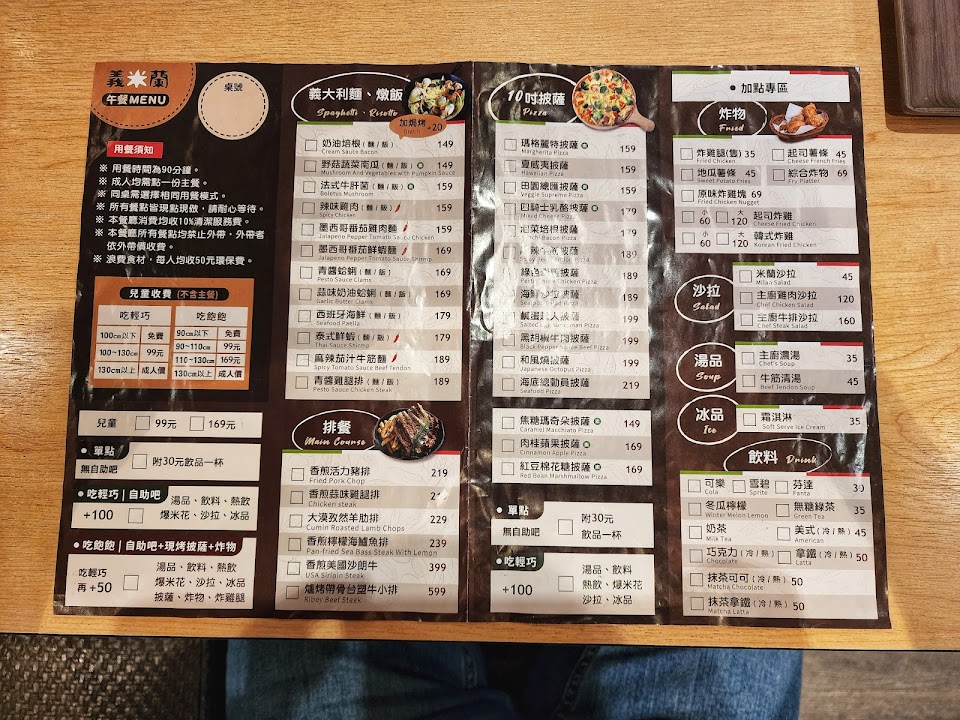 義 蘭
午餐MENU
桌號
用餐須知
※ 用餐時間為90分鐘。
※ 成人均需點一份主餐。
※ 同桌需選擇相同用餐模式。
※ 所有餐點皆現點現做，請耐心等待。
※ 本餐廳消費均收10%清潔服務費。
※ 本餐廳所有餐點均禁止外帶，外帶者
依外帶價收費。
※ 浪費食材，每人均收50元環保費。
兒童收費 (不含主餐)
吃輕巧 吃飽飽
100cm以下 免費 90cm以下 免費
100~130cm 99元 90~110cm 99元
110~130cm 169元
130cm以上 成人價 130cm以上 成人價
兒童 99元 169元
單點
無自助吧 附30元飲品一杯
吃輕巧 | 自助吧
+100 湯品、飲料、熱飲
爆米花、沙拉、冰品
吃飽飽 | 自助吧+現烤披薩+炸物
吃輕巧
再 +50
湯品、飲料、熱飲
爆米花、沙拉、冰品
披薩、炸物、炸雞腿
義大利麵、燉飯
Spaghetti、Risotto
加焗烤 +20
奶油培根 (麵 / 飯) 149
Cream Sauce Bacon
野菇蔬菜南瓜 (麵 / 飯) 149
Mushroom And Vegetables with Pumpkin Sauce
法式牛肝菌 (麵 / 飯) 159
Boletus Mushroom
辣味雞肉 (麵 / 飯) 159
Spicy Chicken
墨西哥番茄雞肉麵 (麵 / 飯) 159
Jalapeno Pepper Tomato Sauce Chicken
墨西哥番茄鮮蝦麵 (麵 / 飯) 169
Jalapeno Pepper Tomato Sauce Shrimp
青醬蛤蜊 (麵 / 飯) 169
Pesto Sauce Clams
蒜味奶油蛤蜊 (麵 / 飯) 169
Garlic Butter Clams
西班牙海鮮 (麵 / 飯) 179
Seafood Paella
泰式鮮蝦 (麵 / 飯) 179
Thai Sauce Shrimp
麻辣茄汁牛筋麵 189
Spicy Tomato Sauce Beef Tendon
青醬雞腿排 (麵 / 飯) 189
Pesto Sauce Chicken Steak
排餐
Main Course
香煎活力豬排 219
Fried Pork Chop
香煎蒜味雞腿排
Chicken steak
大漠孜然羊肋排 229
Cumin Roasted Lamb Chops
香煎檸檬海鱸魚排 239
Pan-fried Sea Bass Steak With Lemon
香煎美國沙朗牛 399
USA Sirloin Steak
爐烤帶骨台塑牛小排 599
Ribey Beef Steak
10吋披薩
Pizza
瑪格麗特披薩 159
Margherita Pizza
夏威夷披薩 159
Hawaiian Pizza
田園總匯披薩 159
Veggie Supreme Pizza
四騎士乳酪披薩 159
Mixed Cheese Pizza
泡菜培根披薩 179
Kimchi Bacon Pizza
披薩 189
綠 披薩 189
海鮮沙拉披薩 189
鹹蛋超人披薩 199
黑胡椒牛肉披薩 199
Black Pepper Sauce Beef Pizza
和風燒披薩 199
Japanese Octopus Pizza
海底總動員披薩 219
Seafood Pizza
焦糖瑪奇朵披薩 149
Caramel Macchiato Pizza
肉桂蘋果披薩 169
Cinnamon Apple Pizza
紅豆棉花糖披薩 169
Red Bean Marshmallow Pizza
單點
無自助吧 附30元
飲品一杯
吃輕巧
+100
湯品、飲料
熱飲、爆米花
沙拉、冰品
加點專區
炸物
Fried
炸雞腿(隻) 35
Fried Chicken
起司薯條 45
Cheese French Fries
地瓜薯條 45
Sweet Potato Fries
綜合炸物 69
Fry Platter
原味炸雞塊 69
Fried Chicken Nugget
小 60 大 120 起司炸雞
Cheese Fried Chicken
小 60 大 120 韓式炸雞
Korean Fried Chicken
沙拉
Salad
米蘭沙拉 45
Milan Salad
主廚雞肉沙拉 120
Chef Chicken Salad
主廚牛排沙拉 160
Chef Steak Salad
湯品
Soup
主廚濃湯 35
Chef Soup
牛筋清湯 45
Beef Tendon Soup
冰品
Ice
霜淇淋 35
Soft Serve Ice Cream
飲料 Drink
可樂 雪碧 芬達 30
Cola Sprite Fanta
冬瓜檸檬 無糖綠茶 35
Winter Melon Lemon Green Tea
奶茶 美式 (冷 / 熱) 45
Milk Tea American
巧克力 (冷 / 熱) 拿鐵 (冷 / 熱) 50
Chocolate Latta
抹茶可可 (冷 / 熱) 50
Matcha Chocolate
抹茶拿鐵 (冷 / 熱) 50
Matcha Latta